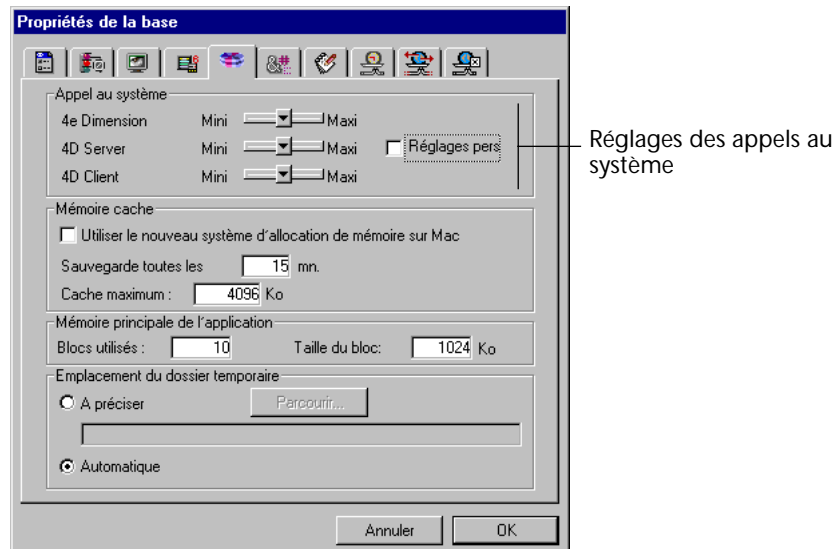 Propriétés de la base
Appel au système
4e Dimension Mini Maxi
4D Server Mini Maxi Réglages pers
4D Client Mini Maxi
Réglages des appels au
système
Mémoire cache
Utiliser le nouveau système d'allocation de mémoire sur Mac
Sauvegarde toutes les 15 mn.
Cache maximum : 4096 Ko
Mémoire principale de l'application
Blocs utilisés : 10 Taille du bloc: 1024 Ko
Emplacement du dossier temporaire
A préciser Parcourir...
Automatique
Annuler OK